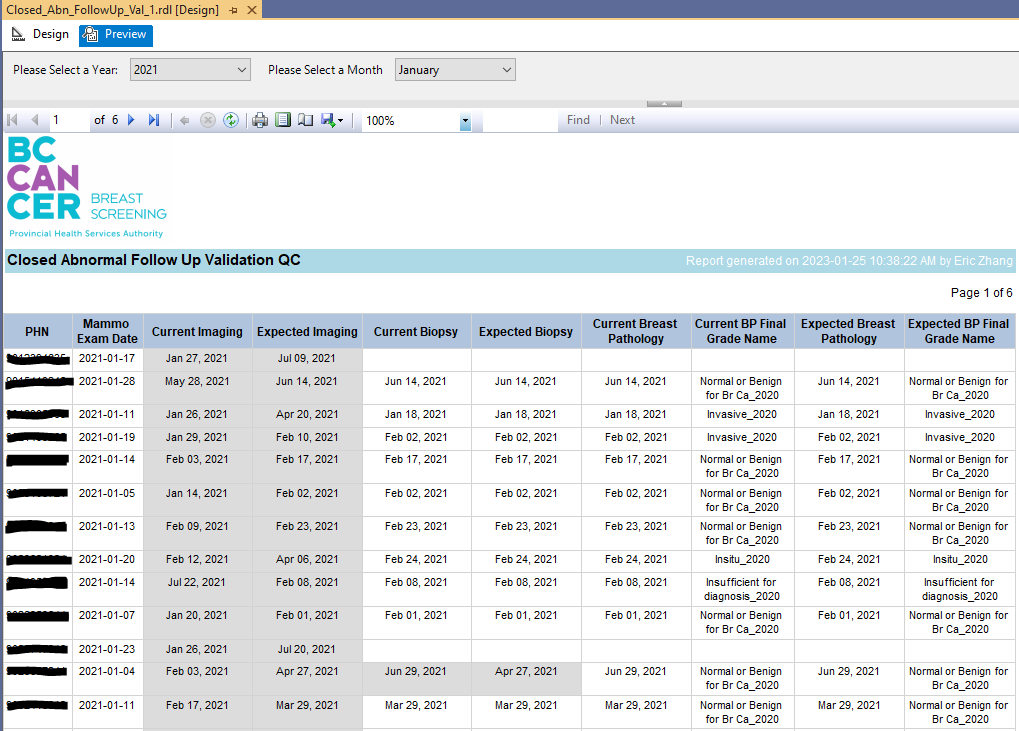 Closed_Abn_FollowUp_Val_1.rdl [Design]
Design Preview
Please Select a Year: 2021 Please Select a Month January
1 of 6 100% Find | Next
BC
CAN
CER BREAST
SCREENING
Provincial Health Services Authority
Closed Abnormal Follow Up Validation QC Report generated on 2023-01-25 10:38:22 AM by Eric Zhang
Page 1 of 6
PHN Mammo Exam Date Current Imaging Expected Imaging Current Biopsy Expected Biopsy Current Breast Pathology Current BP Final Grade Name Expected Breast Pathology Expected BP Final Grade Name
2021-01-17 Jan 27, 2021 Jul 09, 2021
2021-01-28 May 28, 2021 Jun 14, 2021 Jun 14, 2021 Jun 14, 2021 Jun 14, 2021 Normal or Benign for Br Ca_2020 Jun 14, 2021 Normal or Benign for Br Ca_2020
2021-01-11 Jan 26, 2021 Apr 20, 2021 Jan 18, 2021 Jan 18, 2021 Jan 18, 2021 Invasive_2020 Jan 18, 2021 Invasive_2020
2021-01-19 Jan 29, 2021 Feb 10, 2021 Feb 02, 2021 Feb 02, 2021 Feb 02, 2021 Invasive_2020 Feb 02, 2021 Invasive_2020
2021-01-14 Feb 03, 2021 Feb 17, 2021 Feb 17, 2021 Feb 17, 2021 Feb 17, 2021 Normal or Benign for Br Ca_2020 Feb 17, 2021 Normal or Benign for Br Ca_2020
2021-01-05 Jan 14, 2021 Feb 02, 2021 Feb 02, 2021 Feb 02, 2021 Feb 02, 2021 Normal or Benign for Br Ca_2020 Feb 02, 2021 Normal or Benign for Br Ca_2020
2021-01-13 Feb 09, 2021 Feb 23, 2021 Feb 23, 2021 Feb 23, 2021 Feb 23, 2021 Normal or Benign for Br Ca_2020 Feb 23, 2021 Normal or Benign for Br Ca_2020
2021-01-20 Feb 12, 2021 Apr 06, 2021 Feb 24, 2021 Feb 24, 2021 Feb 24, 2021 Insitu_2020 Feb 24, 2021 Insitu_2020
2021-01-14 Jul 22, 2021 Feb 08, 2021 Feb 08, 2021 Feb 08, 2021 Feb 08, 2021 Insufficient for diagnosis_2020 Feb 08, 2021 Insufficient for diagnosis_2020
2021-01-07 Jan 20, 2021 Feb 01, 2021 Feb 01, 2021 Feb 01, 2021 Feb 01, 2021 Normal or Benign for Br Ca_2020 Feb 01, 2021 Normal or Benign for Br Ca_2020
2021-01-23 Jan 26, 2021 Jul 20, 2021
2021-01-04 Feb 03, 2021 Apr 27, 2021 Jun 29, 2021 Apr 27, 2021 Jun 29, 2021 Normal or Benign for Br Ca_2020 Jun 29, 2021 Normal or Benign for Br Ca_2020
2021-01-11 Feb 17, 2021 Mar 29, 2021 Mar 29, 2021 Mar 29, 2021 Mar 29, 2021 Normal or Benign for Br Ca_2020 Mar 29, 2021 Normal or Benign for Br Ca_2020